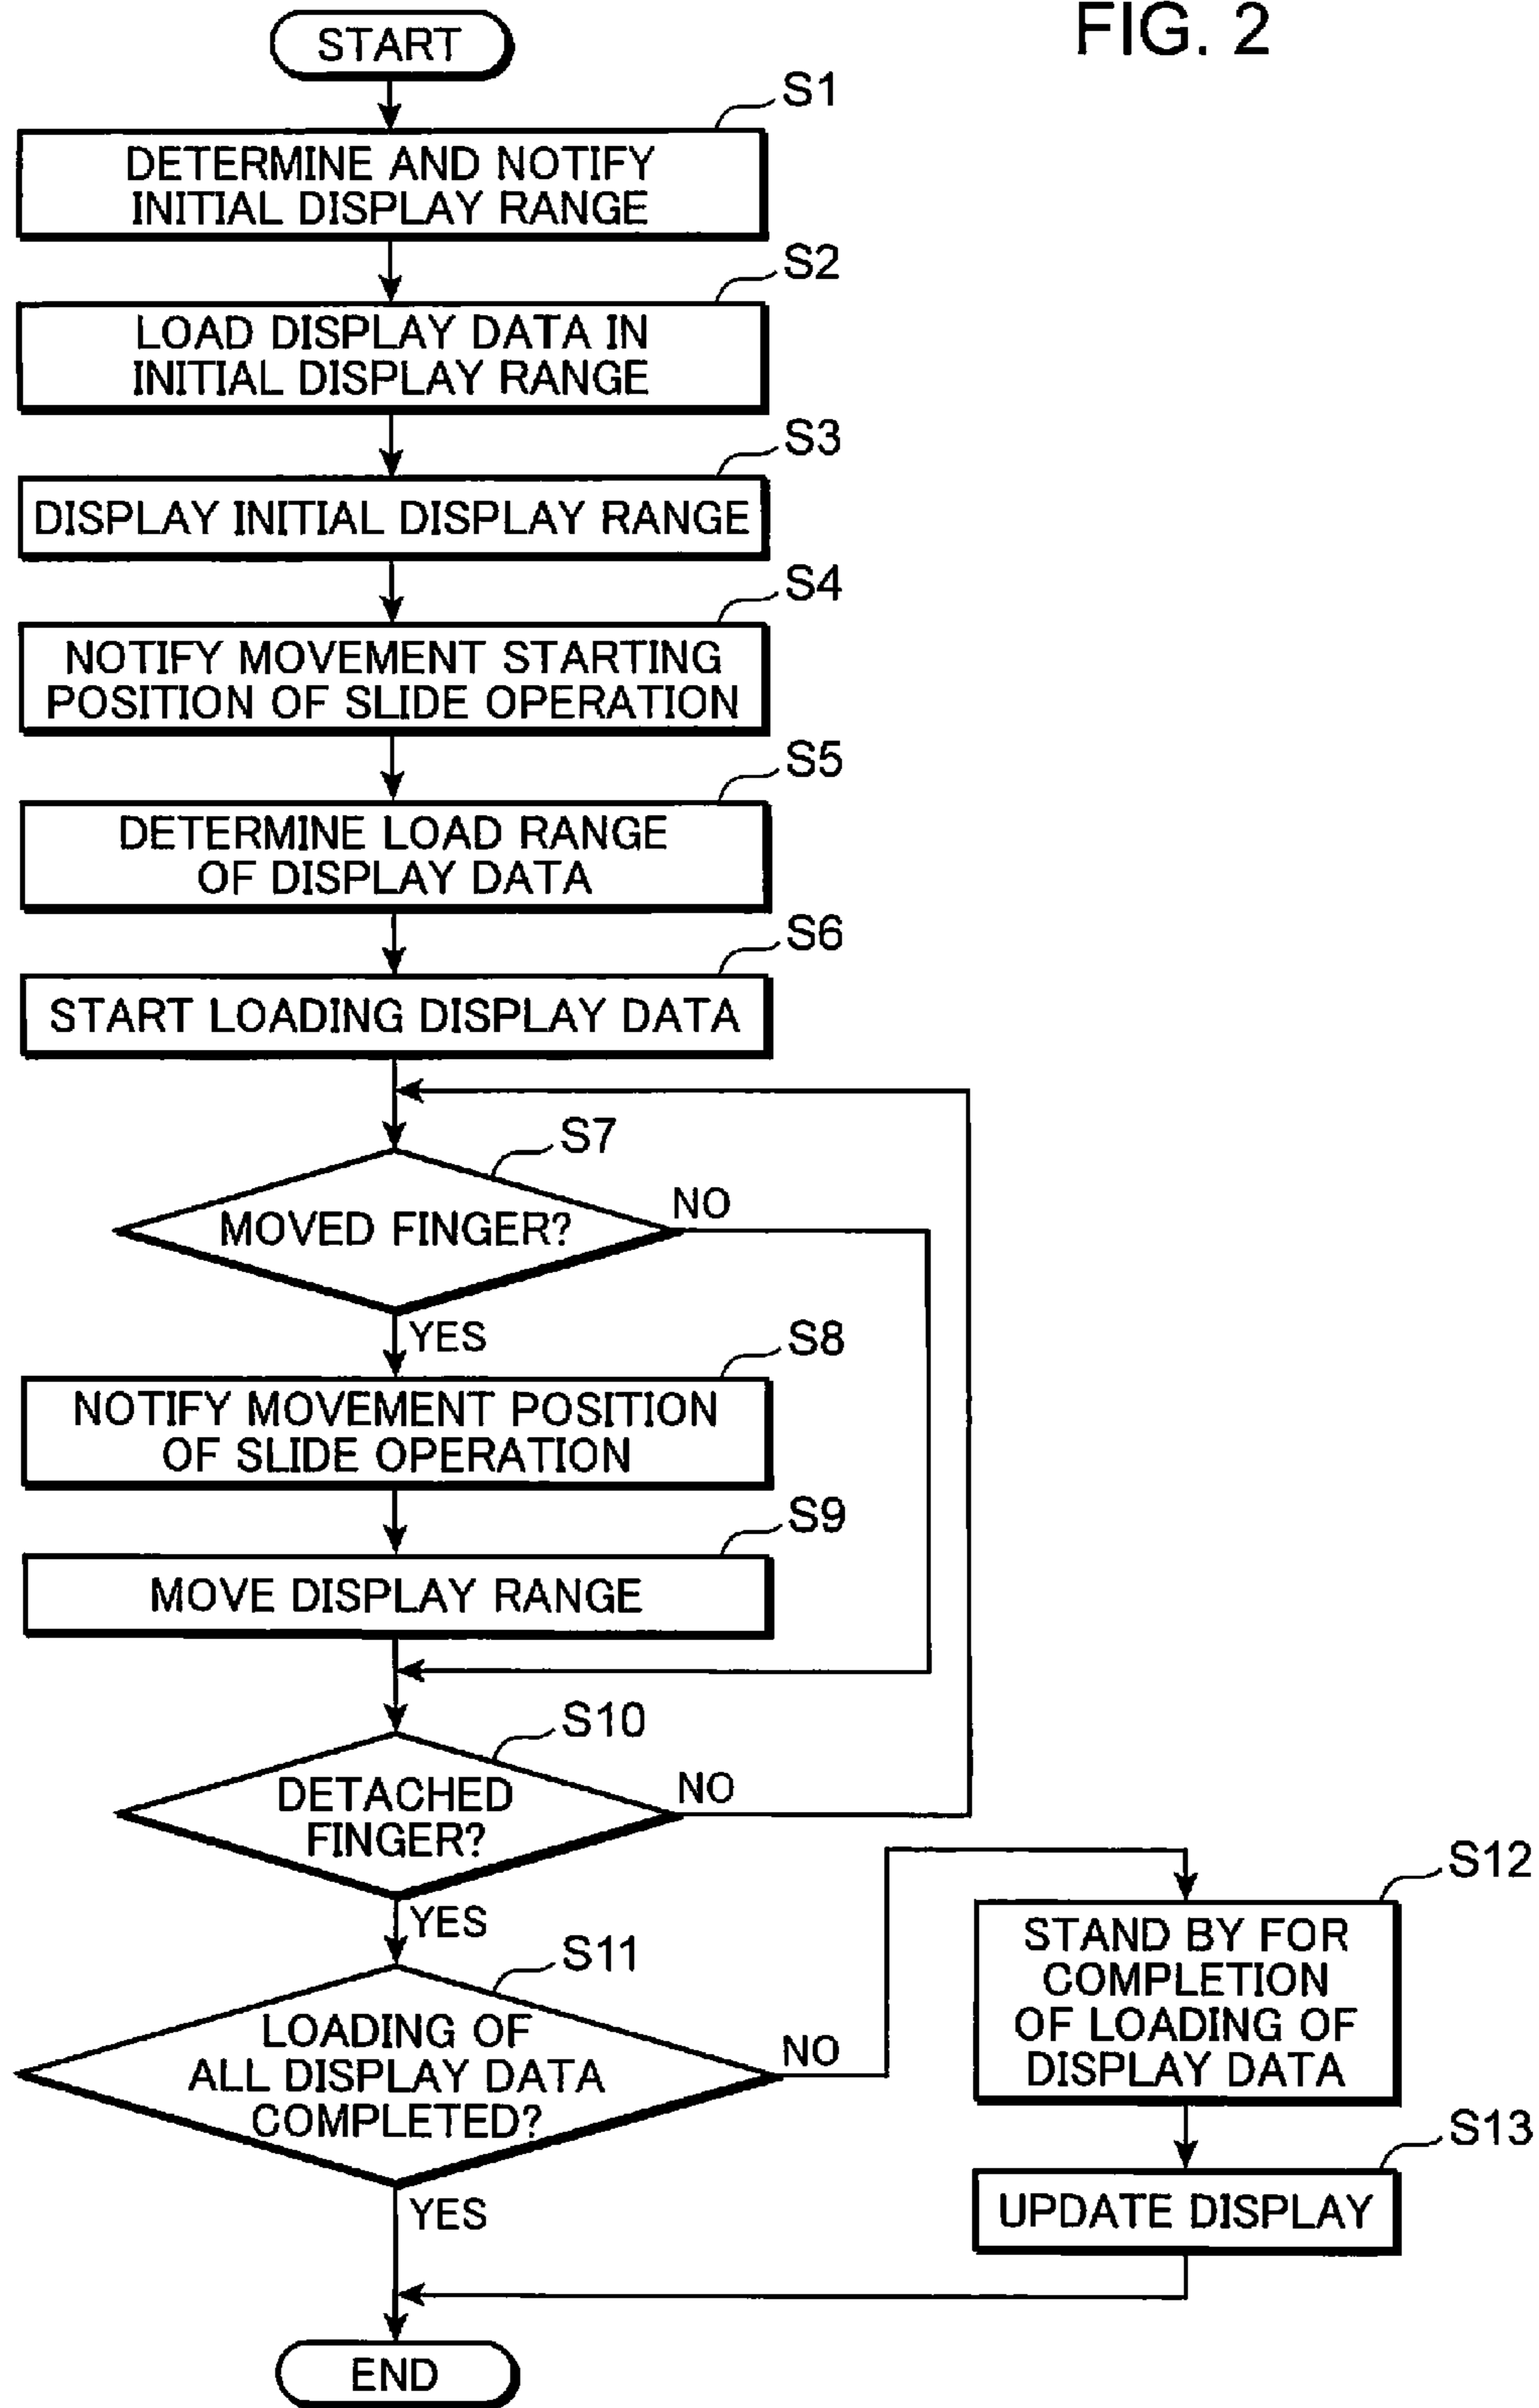 FIG. 2
START
S1
DETERMINE AND NOTIFY
INITIAL DISPLAY RANGE
S2
LOAD DISPLAY DATA IN
INITIAL DISPLAY RANGE
S3
DISPLAY INITIAL DISPLAY RANGE
S4
NOTIFY MOVEMENT STARTING
POSITION OF SLIDE OPERATION
S5
DETERMINE LOAD RANGE
OF DISPLAY DATA
S6
START LOADING DISPLAY DATA
S7
MOVED FINGER?
NO
YES
S8
NOTIFY MOVEMENT POSITION
OF SLIDE OPERATION
S9
MOVE DISPLAY RANGE
S10
DETACHED
FINGER?
NO
YES
S11
LOADING OF
ALL DISPLAY DATA
COMPLETED?
NO
YES
S12
STAND BY FOR
COMPLETION
OF LOADING OF
DISPLAY DATA
S13
UPDATE DISPLAY
END